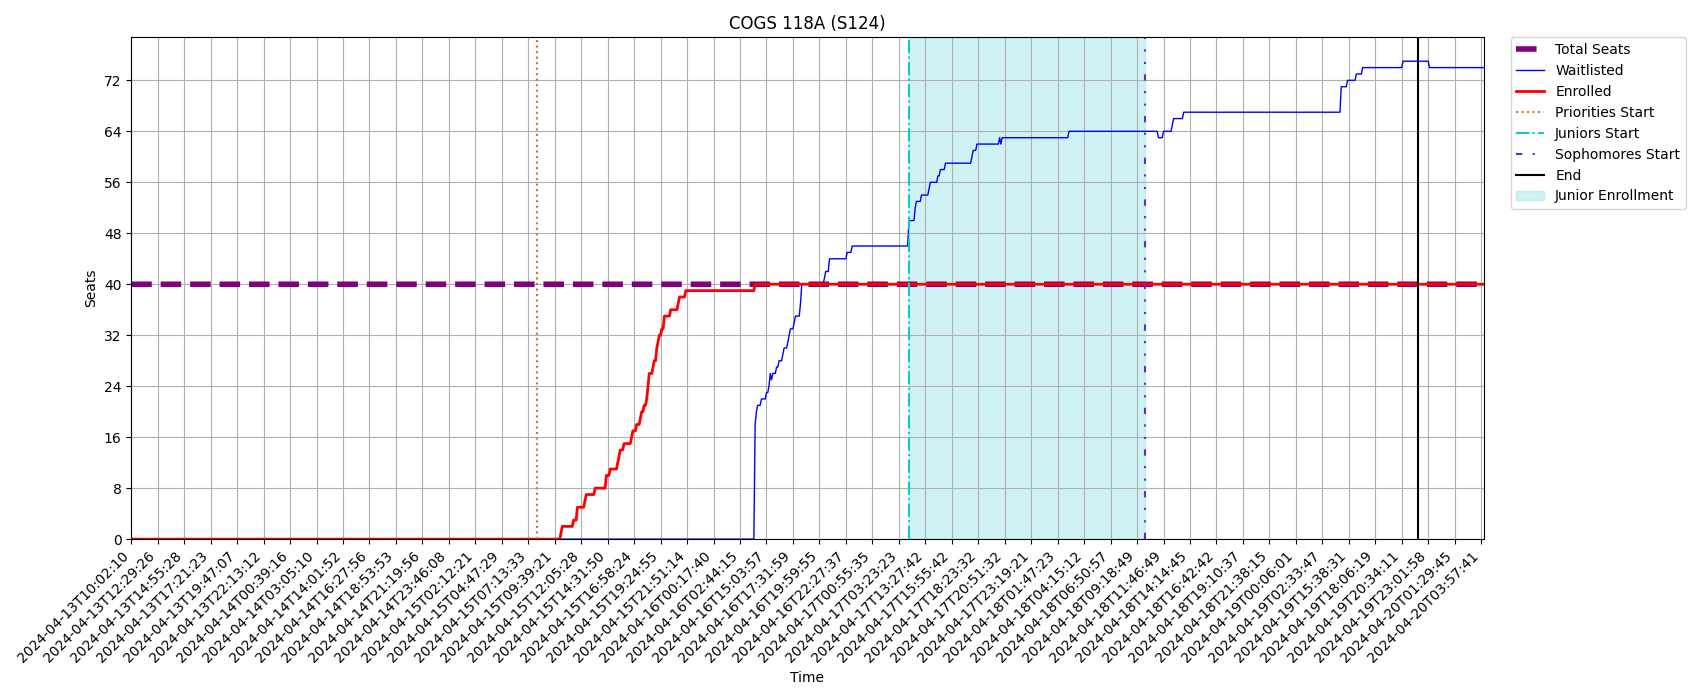 COGS 118A (S124)
Total Seats
Waitlisted
Enrolled
Priorities Start
Juniors Start
Sophomores Start
End
Junior Enrollment
Seats
72
64
56
48
40
32
24
16
8
0
2024-04-13T10:02:10
2024-04-13T12:29:26
2024-04-13T14:55:28
2024-04-13T17:21:23
2024-04-13T19:47:07
2024-04-13T22:13:12
2024-04-14T00:39:16
2024-04-14T03:05:10
2024-04-14T14:01:52
2024-04-14T16:27:56
2024-04-14T18:53:53
2024-04-14T21:19:56
2024-04-14T23:46:08
2024-04-15T02:12:21
2024-04-15T04:47:29
2024-04-15T07:13:33
2024-04-15T09:39:21
2024-04-15T12:05:28
2024-04-15T14:31:50
2024-04-15T16:58:24
2024-04-15T19:24:55
2024-04-15T21:51:14
2024-04-16T00:17:40
2024-04-16T02:44:15
2024-04-16T15:03:57
2024-04-16T17:31:59
2024-04-16T19:59:55
2024-04-16T22:27:37
2024-04-17T00:55:35
2024-04-17T03:23:23
2024-04-17T13:27:42
2024-04-17T15:55:42
2024-04-17T18:23:32
2024-04-17T20:51:32
2024-04-17T23:19:21
2024-04-18T01:47:23
2024-04-18T04:15:12
2024-04-18T06:50:57
2024-04-18T09:18:49
2024-04-18T11:46:49
2024-04-18T14:14:45
2024-04-18T16:42:42
2024-04-18T19:10:37
2024-04-18T21:38:15
2024-04-19T00:06:01
2024-04-19T02:33:47
2024-04-19T15:38:31
2024-04-19T18:06:19
2024-04-19T20:34:11
2024-04-19T23:01:58
2024-04-20T01:29:45
2024-04-20T03:57:41
Time